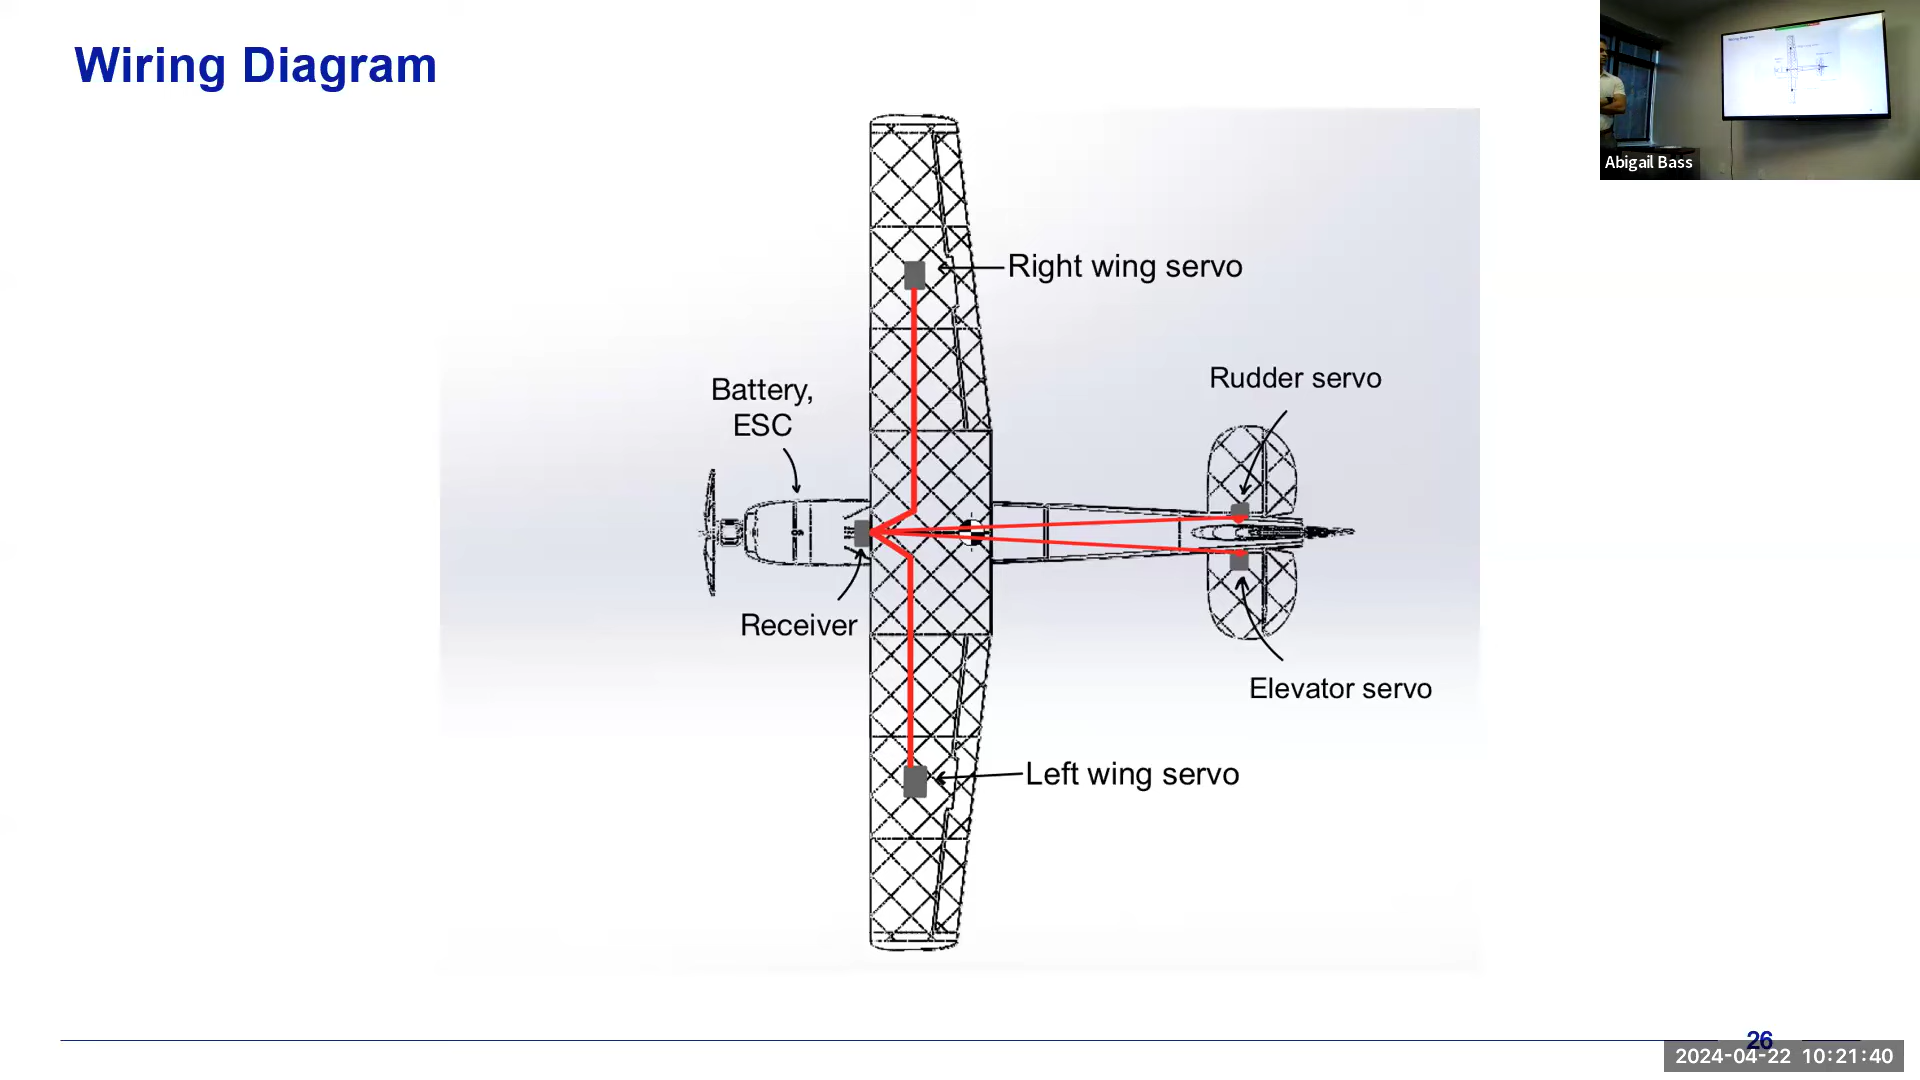 Wiring Diagram
Abigail Bass
Right wing servo
Rudder servo
Battery,
ESC
Receiver
Elevator servo
Left wing servo
26
2024-04-22 10:21:40